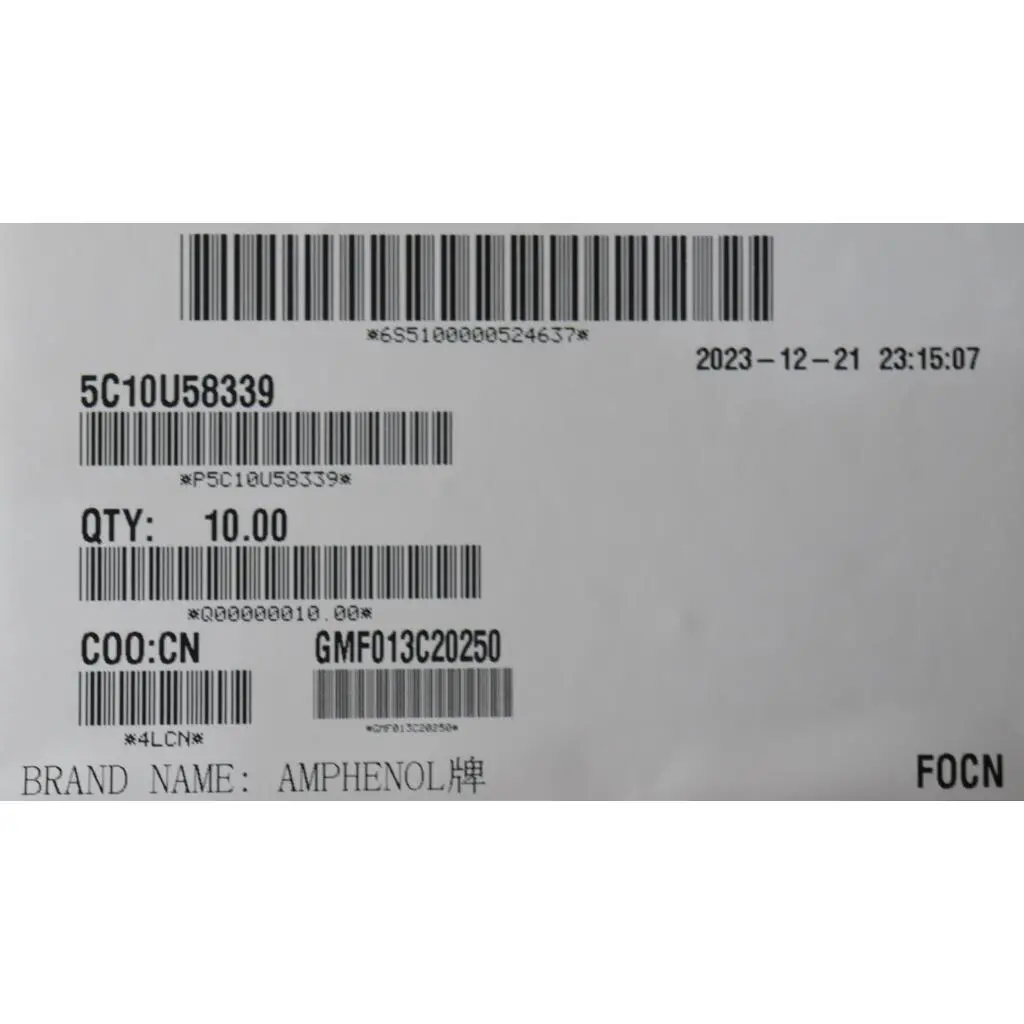 *6S5100000524637*
2023-12-21 23:15:07
5C10U58339
*P5C10U58339*
QTY: 10.00
*Q00000010.00*
COO:CN GMF013C20250
*4LCN* *GMF013C20250*
BRAND NAME: AMPHENOL牌 FOCN